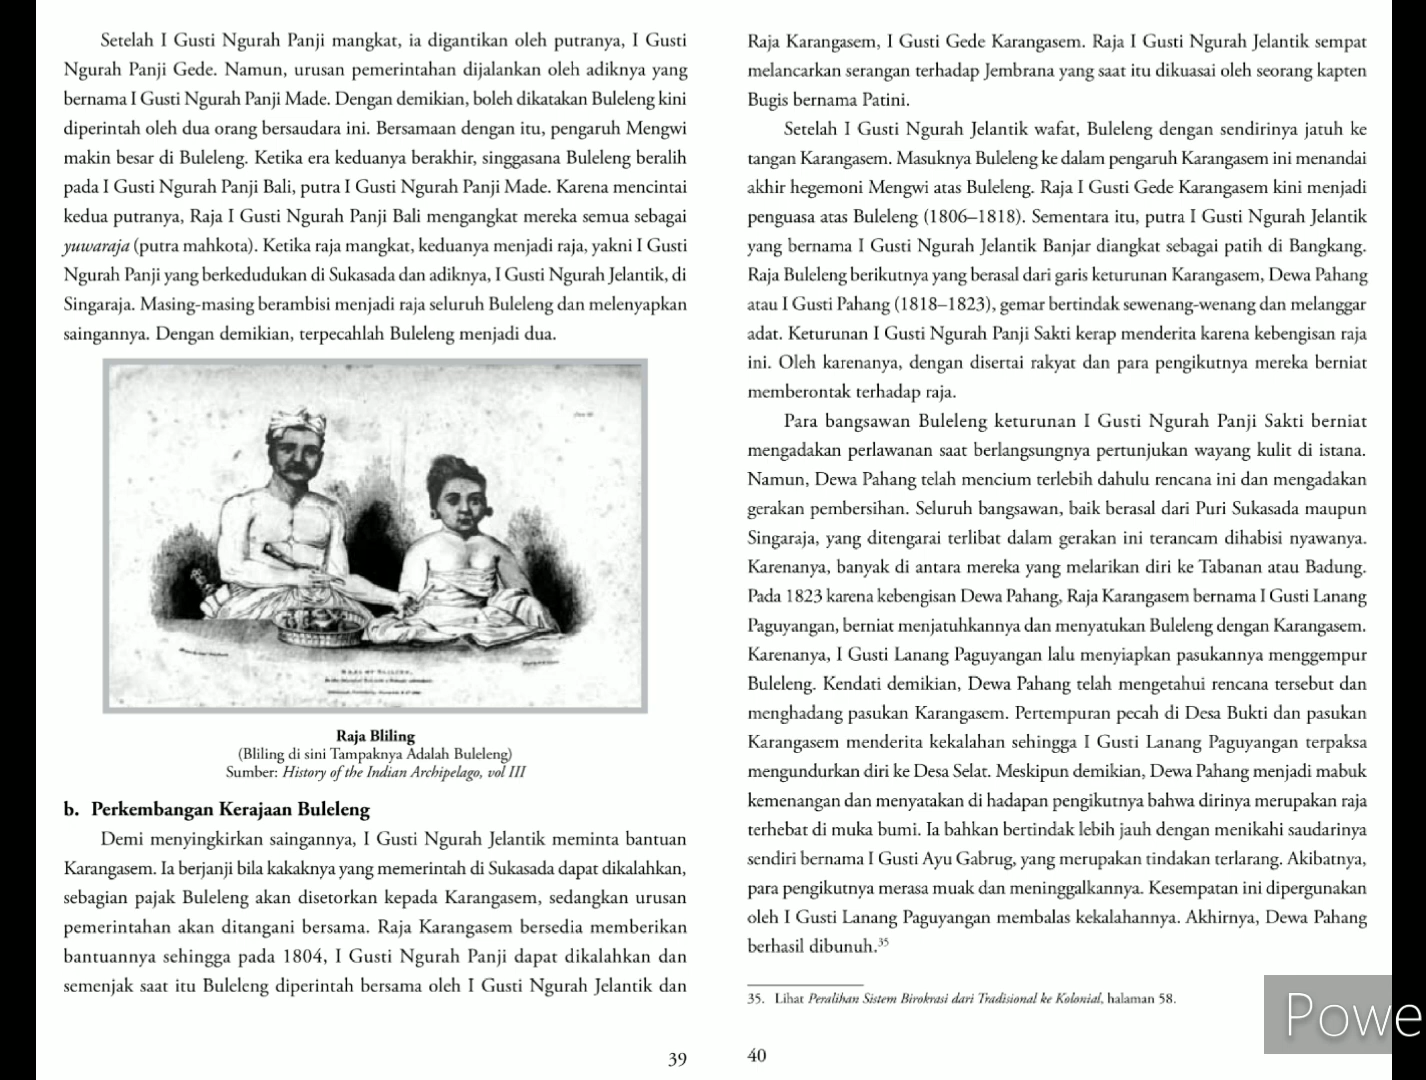 Setelah I Gusti Ngurah Panji mangkat, ia digantikan oleh putranya, I Gusti
Ngurah Panji Gede. Namun, urusan pemerintahan dijalankan oleh adiknya yang
bernama I Gusti Ngurah Panji Made. Dengan demikian, boleh dikatakan Buleleng kini
diperintah oleh dua orang bersaudara ini. Bersamaan dengan itu, pengaruh Mengwi
makin besar di Buleleng. Ketika era keduanya berakhir, singgasana Buleleng beralih
pada I Gusti Ngurah Panji Bali, putra I Gusti Ngurah Panji Made. Karena mencintai
kedua putranya, Raja I Gusti Ngurah Panji Bali mengangkat mereka semua sebagai
yuwaraja (putra mahkota). Ketika raja mangkat, keduanya menjadi raja, yakni I Gusti
Ngurah Panji yang berkedudukan di Sukasada dan adiknya, I Gusti Ngurah Jelantik, di
Singaraja. Masing-masing berambisi menjadi raja seluruh Buleleng dan melenyapkan
saingannya. Dengan demikian, terpecahlah Buleleng menjadi dua.
Raja Bliling
(Bliling di sini Tampaknya Adalah Buleleng)
Sumber: History of the Indian Archipelago, vol III
b. Perkembangan Kerajaan Buleleng
Demi menyingkirkan saingannya, I Gusti Ngurah Jelantik meminta bantuan
Karangasem. Ia berjanji bila kakaknya yang memerintah di Sukasada dapat dikalahkan,
sebagian pajak Buleleng akan disetorkan kepada Karangasem, sedangkan urusan
pemerintahan akan ditangani bersama. Raja Karangasem bersedia memberikan
bantuannya sehingga pada 1804, I Gusti Ngurah Panji dapat dikalahkan dan
semenjak saat itu Buleleng diperintah bersama oleh I Gusti Ngurah Jelantik dan
39
Raja Karangasem, I Gusti Gede Karangasem. Raja I Gusti Ngurah Jelantik sempat
melancarkan serangan terhadap Jembrana yang saat itu dikuasai oleh seorang kapten
Bugis bernama Patini.
Setelah I Gusti Ngurah Jelantik wafat, Buleleng dengan sendirinya jatuh ke
tangan Karangasem. Masuknya Buleleng ke dalam pengaruh Karangasem ini menandai
akhir hegemoni Mengwi atas Buleleng. Raja I Gusti Gede Karangasem kini menjadi
penguasa atas Buleleng (1806–1818). Sementara itu, putra I Gusti Ngurah Jelantik
yang bernama I Gusti Ngurah Jelantik Banjar diangkat sebagai patih di Bangkang.
Raja Buleleng berikutnya yang berasal dari garis keturunan Karangasem, Dewa Pahang
atau I Gusti Pahang (1818–1823), gemar bertindak sewenang-wenang dan melanggar
adat. Keturunan I Gusti Ngurah Panji Sakti kerap menderita karena kebengisan raja
ini. Oleh karenanya, dengan disertai rakyat dan para pengikutnya mereka berniat
memberontak terhadap raja.
Para bangsawan Buleleng keturunan I Gusti Ngurah Panji Sakti berniat
mengadakan perlawanan saat berlangsungnya pertunjukan wayang kulit di istana.
Namun, Dewa Pahang telah mencium terlebih dahulu rencana ini dan mengadakan
gerakan pembersihan. Seluruh bangsawan, baik berasal dari Puri Sukasada maupun
Singaraja, yang ditengarai terlibat dalam gerakan ini terancam dihabisi nyawanya.
Karenanya, banyak di antara mereka yang melarikan diri ke Tabanan atau Badung.
Pada 1823 karena kebengisan Dewa Pahang, Raja Karangasem bernama I Gusti Lanang
Paguyangan, berniat menjatuhkannya dan menyatukan Buleleng dengan Karangasem.
Karenanya, I Gusti Lanang Paguyangan lalu menyiapkan pasukannya menggempur
Buleleng. Kendati demikian, Dewa Pahang telah mengetahui rencana tersebut dan
menghadang pasukan Karangasem. Pertempuran pecah di Desa Bukti dan pasukan
Karangasem menderita kekalahan sehingga I Gusti Lanang Paguyangan terpaksa
mengundurkan diri ke Desa Selat. Meskipun demikian, Dewa Pahang menjadi mabuk
kemenangan dan menyatakan di hadapan pengikutnya bahwa dirinya merupakan raja
terhebat di muka bumi. Ia bahkan bertindak lebih jauh dengan menikahi saudarinya
sendiri bernama I Gusti Ayu Gabrug, yang merupakan tindakan terlarang. Akibatnya,
para pengikutnya merasa muak dan meninggalkannya. Kesempatan ini dipergunakan
oleh I Gusti Lanang Paguyangan membalas kekalahannya. Akhirnya, Dewa Pahang
berhasil dibunuh.35
35. Lihat Peralihan Sistem Birokrasi dari Tradisional ke Kolonial, halaman 58.
40
Powe